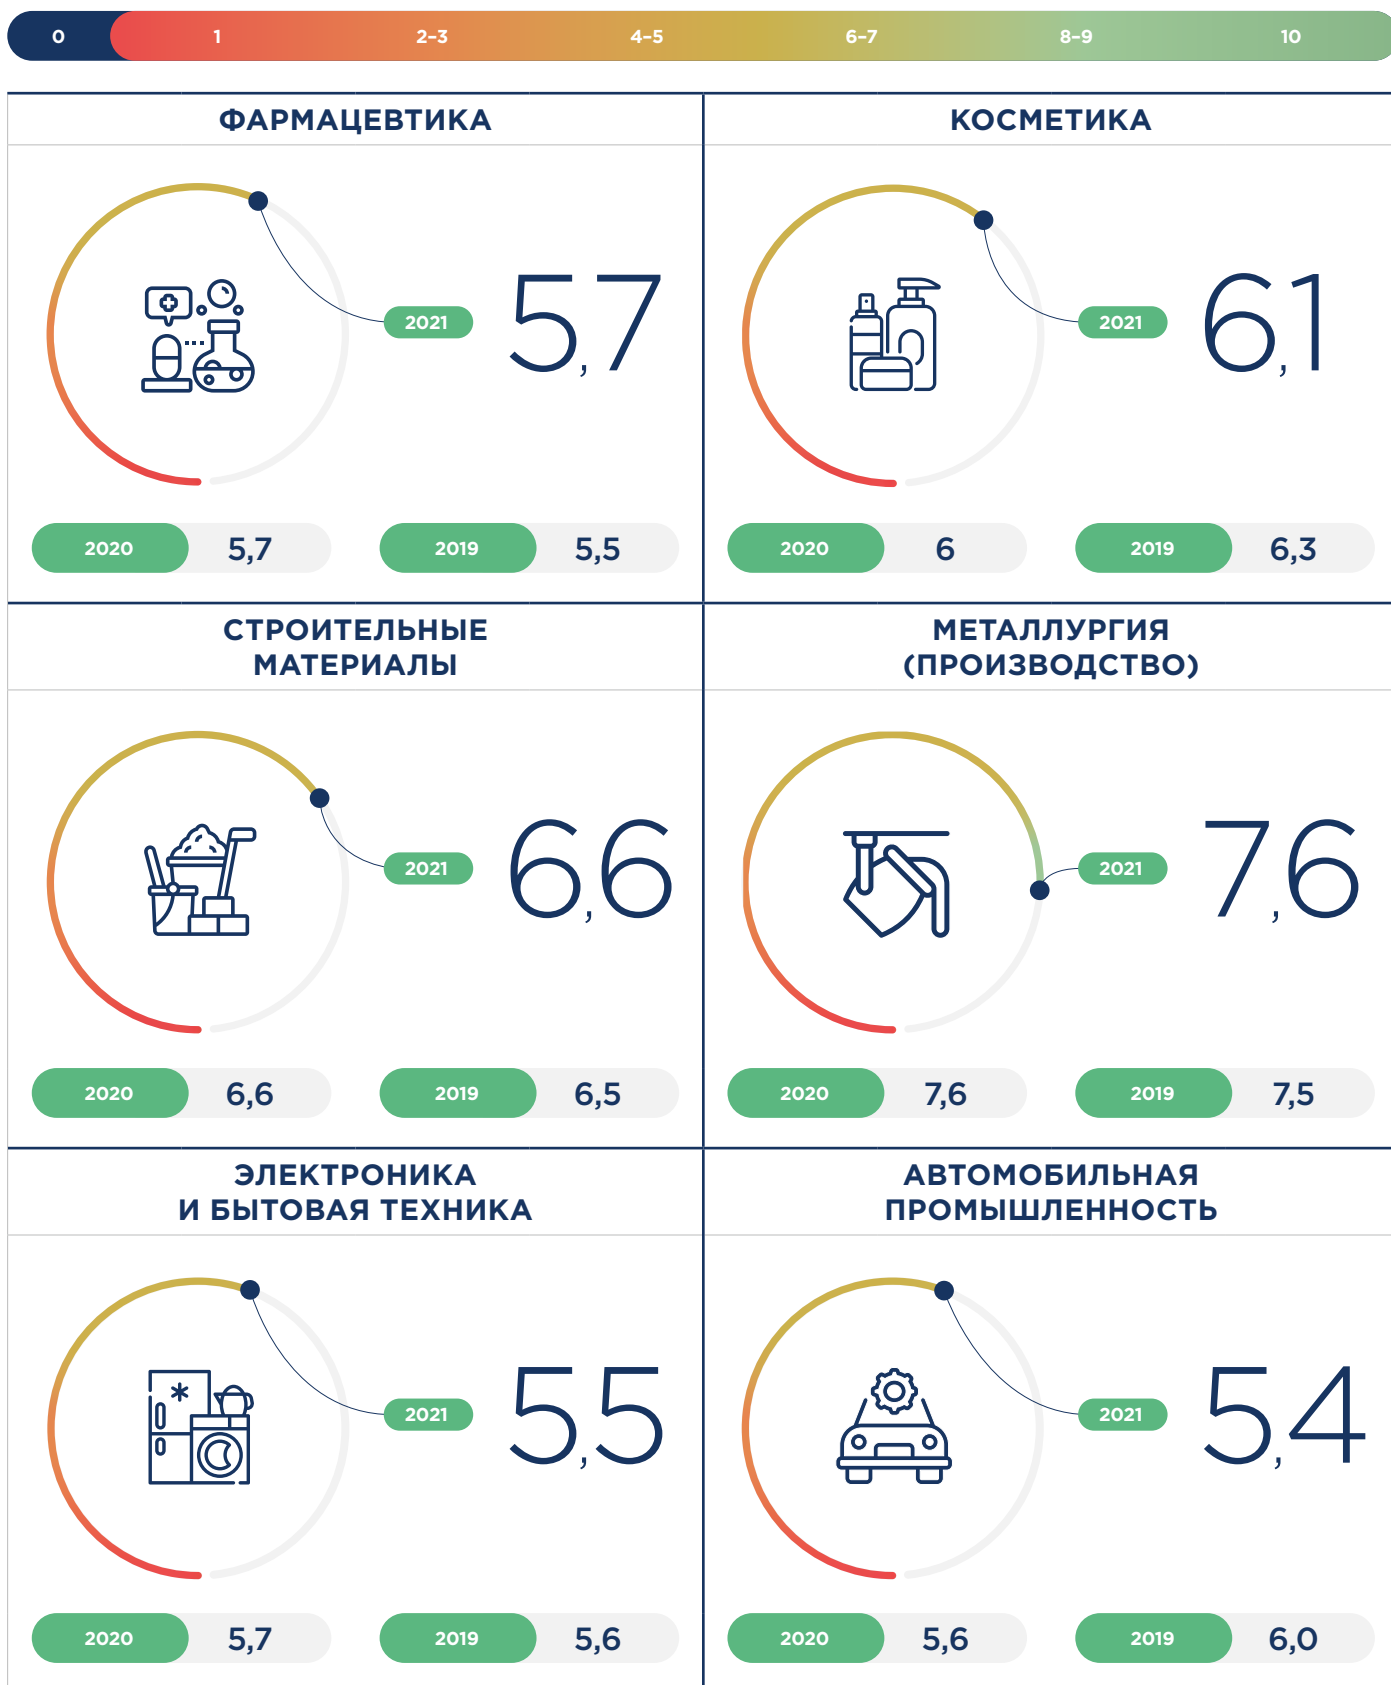 0 1 2–3 4–5 6–7 8–9 10
ФАРМАЦЕВТИКА
2021 5,7
2020 5,7 2019 5,5
КОСМЕТИКА
2021 6,1
2020 6 2019 6,3
СТРОИТЕЛЬНЫЕ
МАТЕРИАЛЫ
2021 6,6
2020 6,6 2019 6,5
МЕТАЛЛУРГИЯ
(ПРОИЗВОДСТВО)
2021 7,6
2020 7,6 2019 7,5
ЭЛЕКТРОНИКА
И БЫТОВАЯ ТЕХНИКА
2021 5,5
2020 5,7 2019 5,6
АВТОМОБИЛЬНАЯ
ПРОМЫШЛЕННОСТЬ
2021 5,4
2020 5,6 2019 6,0